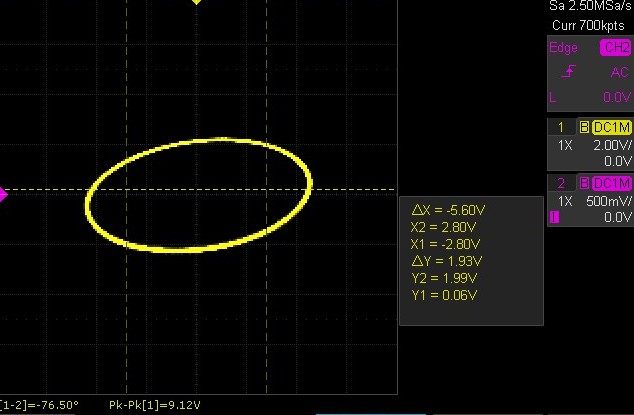 Sa 2.50MSa/s
Curr 700kpts
Edge CH2
AC
L 0.0V
1 B DC1M
1X 2.00V/
0.0V
2 B DC1M
1X 500mV/
I 0.0V
△X = -5.60V
X2 = 2.80V
X1 = -2.80V
△Y = 1.93V
Y2 = 1.99V
Y1 = 0.06V
[1-2]=-76.50° Pk-Pk[1]=9.12V